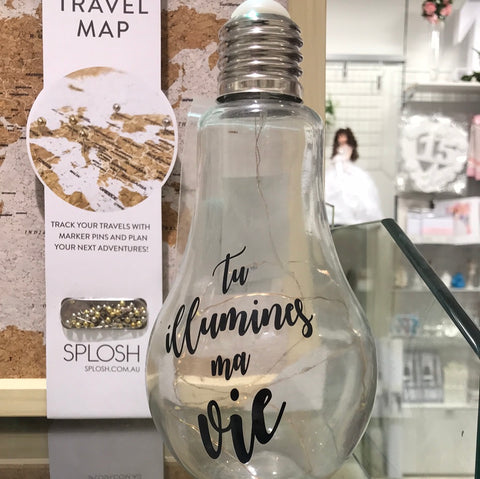 TRAVEL
MAP
TRACK YOUR TRAVELS WITH
MARKER PINS AND PLAN
YOUR NEXT ADVENTURES!
SPLOSH
SPLOSH.COM.AU
Tu
illumines
ma
vie
15